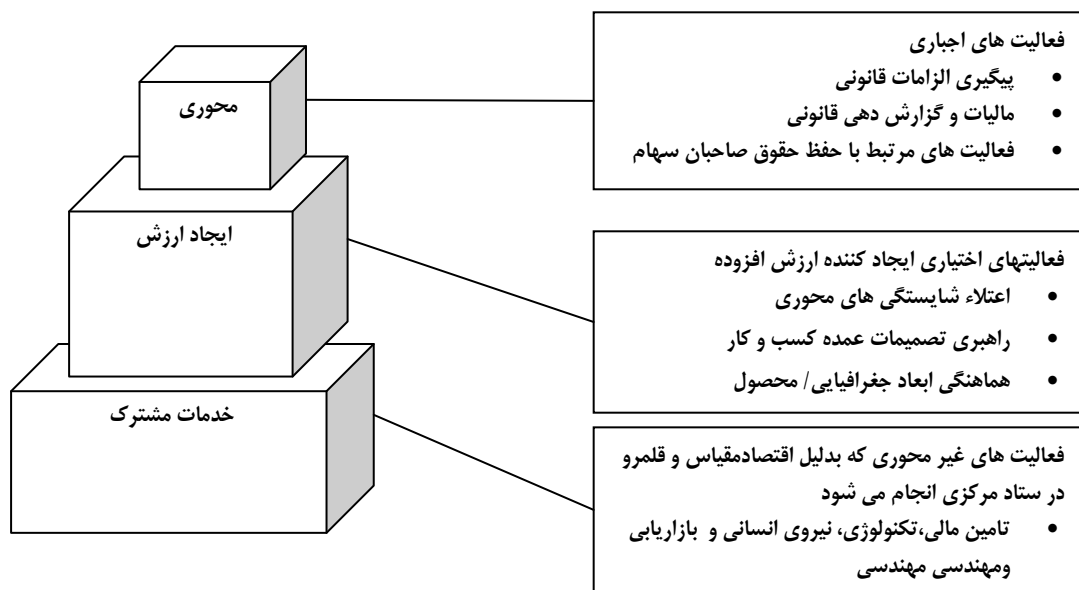 محوری
فعالیت های اجباری
• پیگیری الزامات قانونی
• مالیات و گزارش دهی قانونی
• فعالیت های مرتبط با حفظ حقوق صاحبان سهام
ایجاد ارزش
فعالیتهای اختیاری ایجاد کننده ارزش افزوده
• اعتلاء شایستگی های محوری
• راهبری تصمیمات عمده کسب و کار
• هماهنگی ابعاد جغرافیایی/ محصول
خدمات مشترک
فعالیت های غیر محوری که بدلیل اقتصادمقیاس و قلمرو
در ستاد مرکزی انجام می شود
• تامین مالی،تکنولوژی، نیروی انسانی و بازاریابی
ومهندسی مهندسی